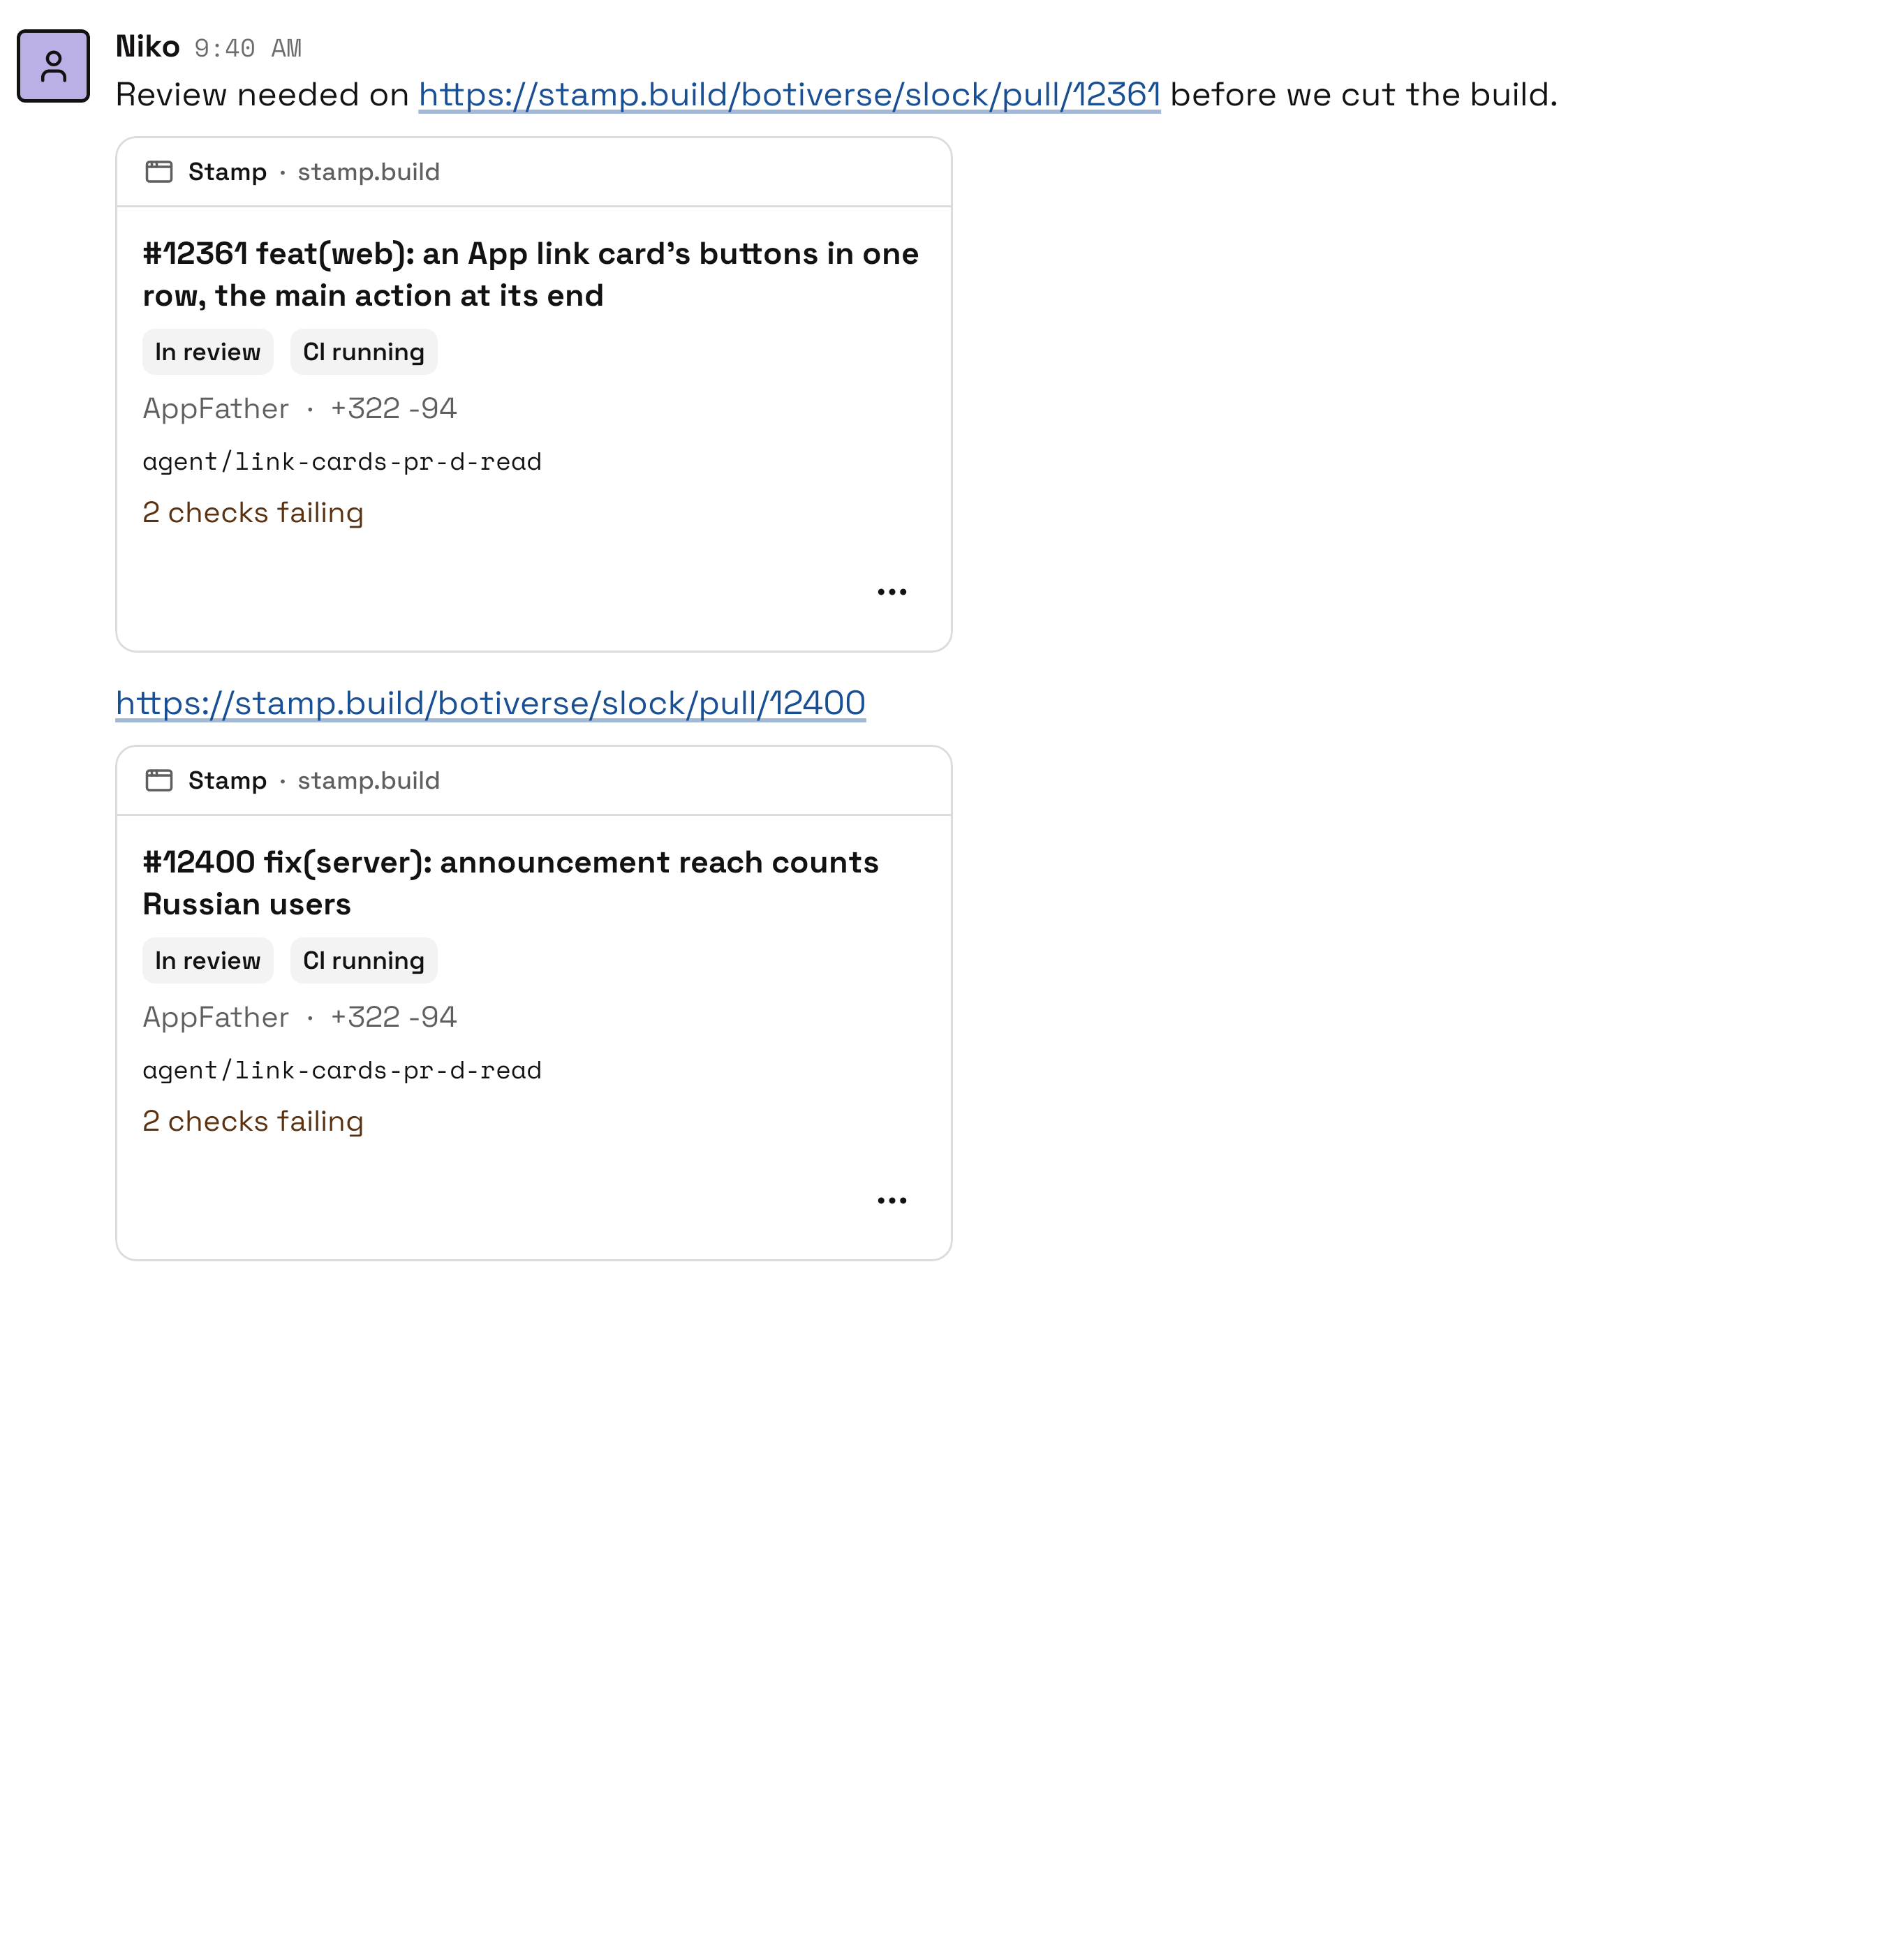 Niko 9:40 AM
Review needed on https://stamp.build/botiverse/slock/pull/12361 before we cut the build.
Stamp · stamp.build
#12361 feat(web): an App link card’s buttons in one
row, the main action at its end
In review CI running
AppFather · +322 -94
agent/link-cards-pr-d-read
2 checks failing
https://stamp.build/botiverse/slock/pull/12400
Stamp · stamp.build
#12400 fix(server): announcement reach counts
Russian users
In review CI running
AppFather · +322 -94
agent/link-cards-pr-d-read
2 checks failing